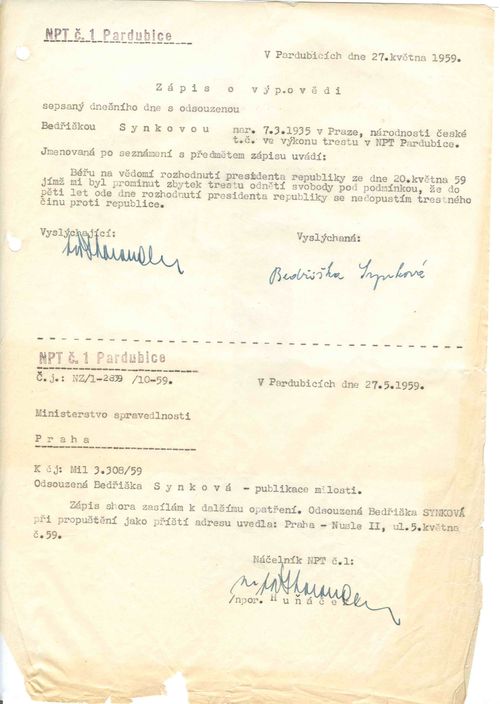 NPT č. 1 Pardubice
V Pardubicích dne 27.května 1959.
Zápis o výpovědi
sepsaný dnečního dne s odsouzenou
Bedřiškou Synkovou nar. 7.3.1935 v Praze, národnosti české
t.č. ve výkonu trestu v NPT Pardubice.
Jmenovaná po seznámení s předmětem zápisu uvádí:
Béřu na vědomí rozhodnutí presidenta republiky ze dne 20.května 59
jímž mi byl prominut zbytek trestu odnětí svobody pod podmínkou, že do
pěti let ode dne rozhodnutí presidenta republiky se nedopustím trestného
činu proti republice.
Vyslýchající: Vyslýchaná:
Bedřiška Synková
NPT č. 1 Pardubice
Č.j.: NZ/1- /10-59. V Pardubicích dne 27.5.1959.
Ministerstvo spravedlnosti
Praha
K čj: Mil 3.308/59
Odsouzená Bedřiška Synková - publikace milosti.
Zápis shora zasílám k dalšímu opatření. Odsouzená Bedřiška SYNKOVÁ
při propuštění jako příští adresu uvedla: Praha - Nusle II, ul.5.května
č.59.
Náčelník NPT č.1:
/npor. Huňáček